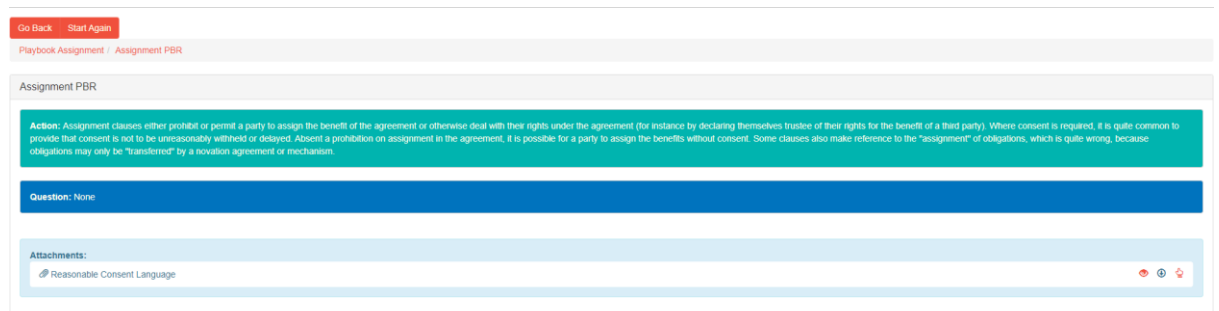 Go Back Start Again
Playbook Assignment / Assignment PBR
Assignment PBR
Action: Assignment clauses either prohibit or permit a party to assign the benefit of the agreement or otherwise deal with their rights under the agreement (for instance by declaring themselves trustee of their rights for the benefit of a third party). Where consent is required, it is quite common to
provide that consent is not to be unreasonably withheld or delayed. Absent a prohibition on assignment in the agreement, it is possible for a party to assign the benefits without consent. Some clauses also make reference to the "assignment" of obligations, which is quite wrong, because
obligations may only be "transferred" by a novation agreement or mechanism.
Question: None
Attachments:
Reasonable Consent Language